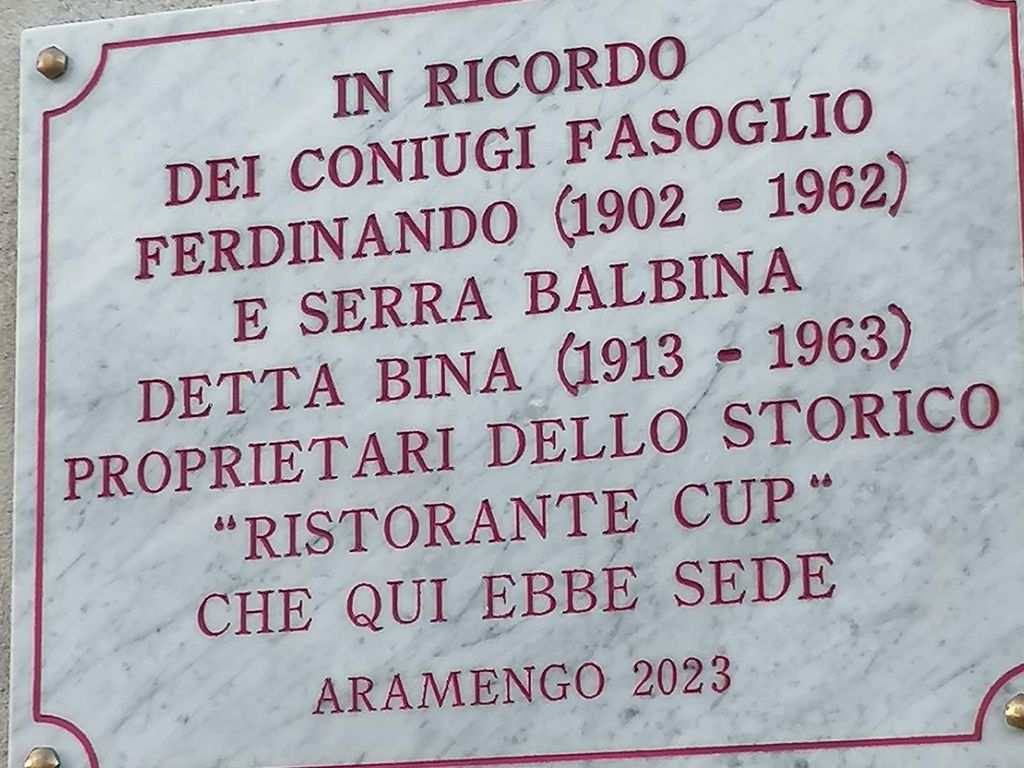 IN RICORDO
DEI CONIUGI FASOGLIO
FERDINANDO (1902 - 1962)
E SERRA BALBINA
DETTA BINA (1913 - 1963)
PROPRIETARI DELLO STORICO
“RISTORANTE CUP“
CHE QUI EBBE SEDE
ARAMENGO 2023